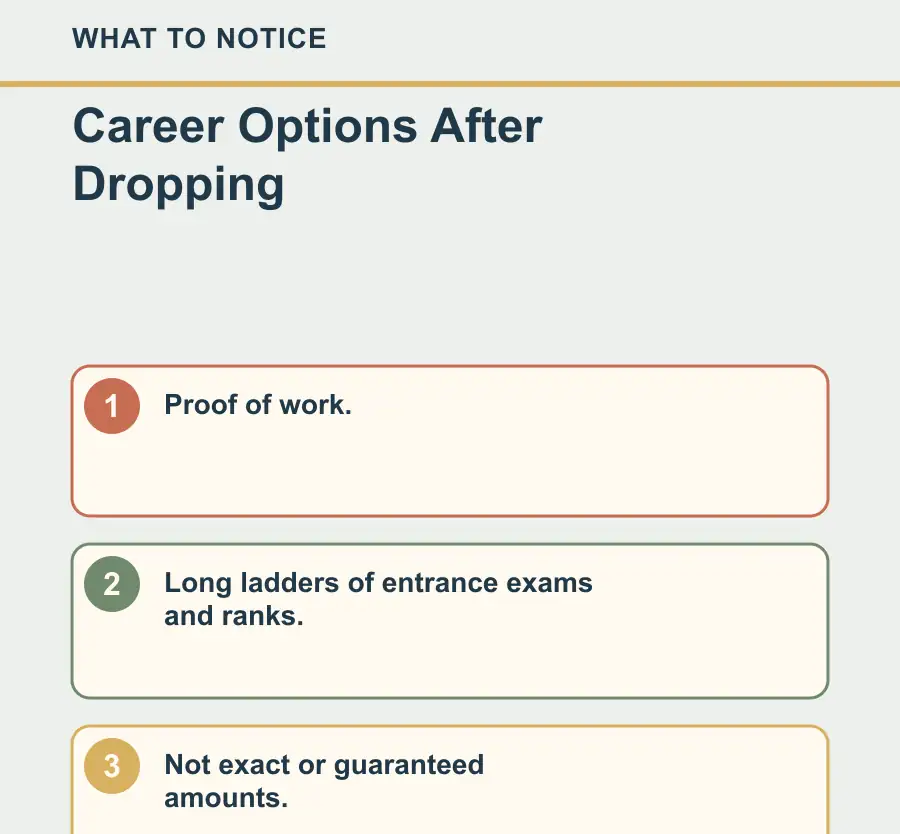 WHAT TO NOTICE
Career Options After
Dropping
1
Proof of work.
2
Long ladders of entrance exams
and ranks.
3
Not exact or guaranteed
amounts.